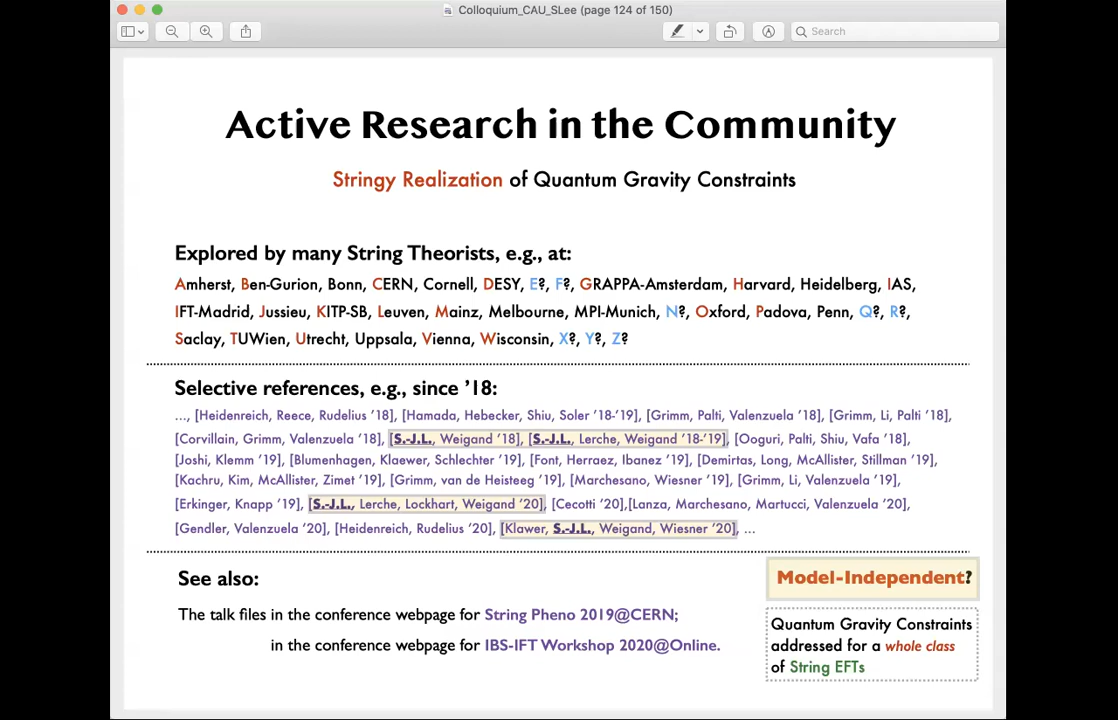 Colloquium_CAU_SLee (page 124 of 150)
Search
Active Research in the Community
Stringy Realization of Quantum Gravity Constraints
Explored by many String Theorists, e.g., at:
Amherst, Ben-Gurion, Bonn, CERN, Cornell, DESY, E?, F?, GRAPPA-Amsterdam, Harvard, Heidelberg, IAS,
IFT-Madrid, Jussieu, KITP-SB, Leuven, Mainz, Melbourne, MPI-Munich, N?, Oxford, Padova, Penn, Q?, R?,
Saclay, TUWien, Utrecht, Uppsala, Vienna, Wisconsin, X?, Y?, Z?
Selective references, e.g., since ’18:
..., [Heidenreich, Reece, Rudelius ’18], [Hamada, Hebecker, Shiu, Soler ’18-’19], [Grimm, Palti, Valenzuela ’18], [Grimm, Li, Palti ’18],
[Corvillain, Grimm, Valenzuela ’18], [S.-J.L., Weigand ’18], [S.-J.L., Lerche, Weigand ’18-’19], [Ooguri, Palti, Shiu, Vafa ’18],
[Joshi, Klemm ’19], [Blumenhagen, Klaewer, Schlechter ’19], [Font, Herraez, Ibanez ’19], [Demirtas, Long, McAllister, Stillman ’19],
[Kachru, Kim, McAllister, Zimet ’19], [Grimm, van de Heisteeg ’19], [Marchesano, Wiesner ’19], [Grimm, Li, Valenzuela ’19],
[Erkinger, Knapp ’19], [S.-J.L., Lerche, Lockhart, Weigand ’20], [Cecotti ’20],[Lanza, Marchesano, Martucci, Valenzuela ’20],
[Gendler, Valenzuela ’20], [Heidenreich, Rudelius ’20], [Klawer, S.-J.L., Weigand, Wiesner ’20], ...
See also:
The talk files in the conference webpage for String Pheno 2019@CERN;
in the conference webpage for IBS-IFT Workshop 2020@Online.
Model-Independent?
Quantum Gravity Constraints
addressed for a whole class
of String EFTs